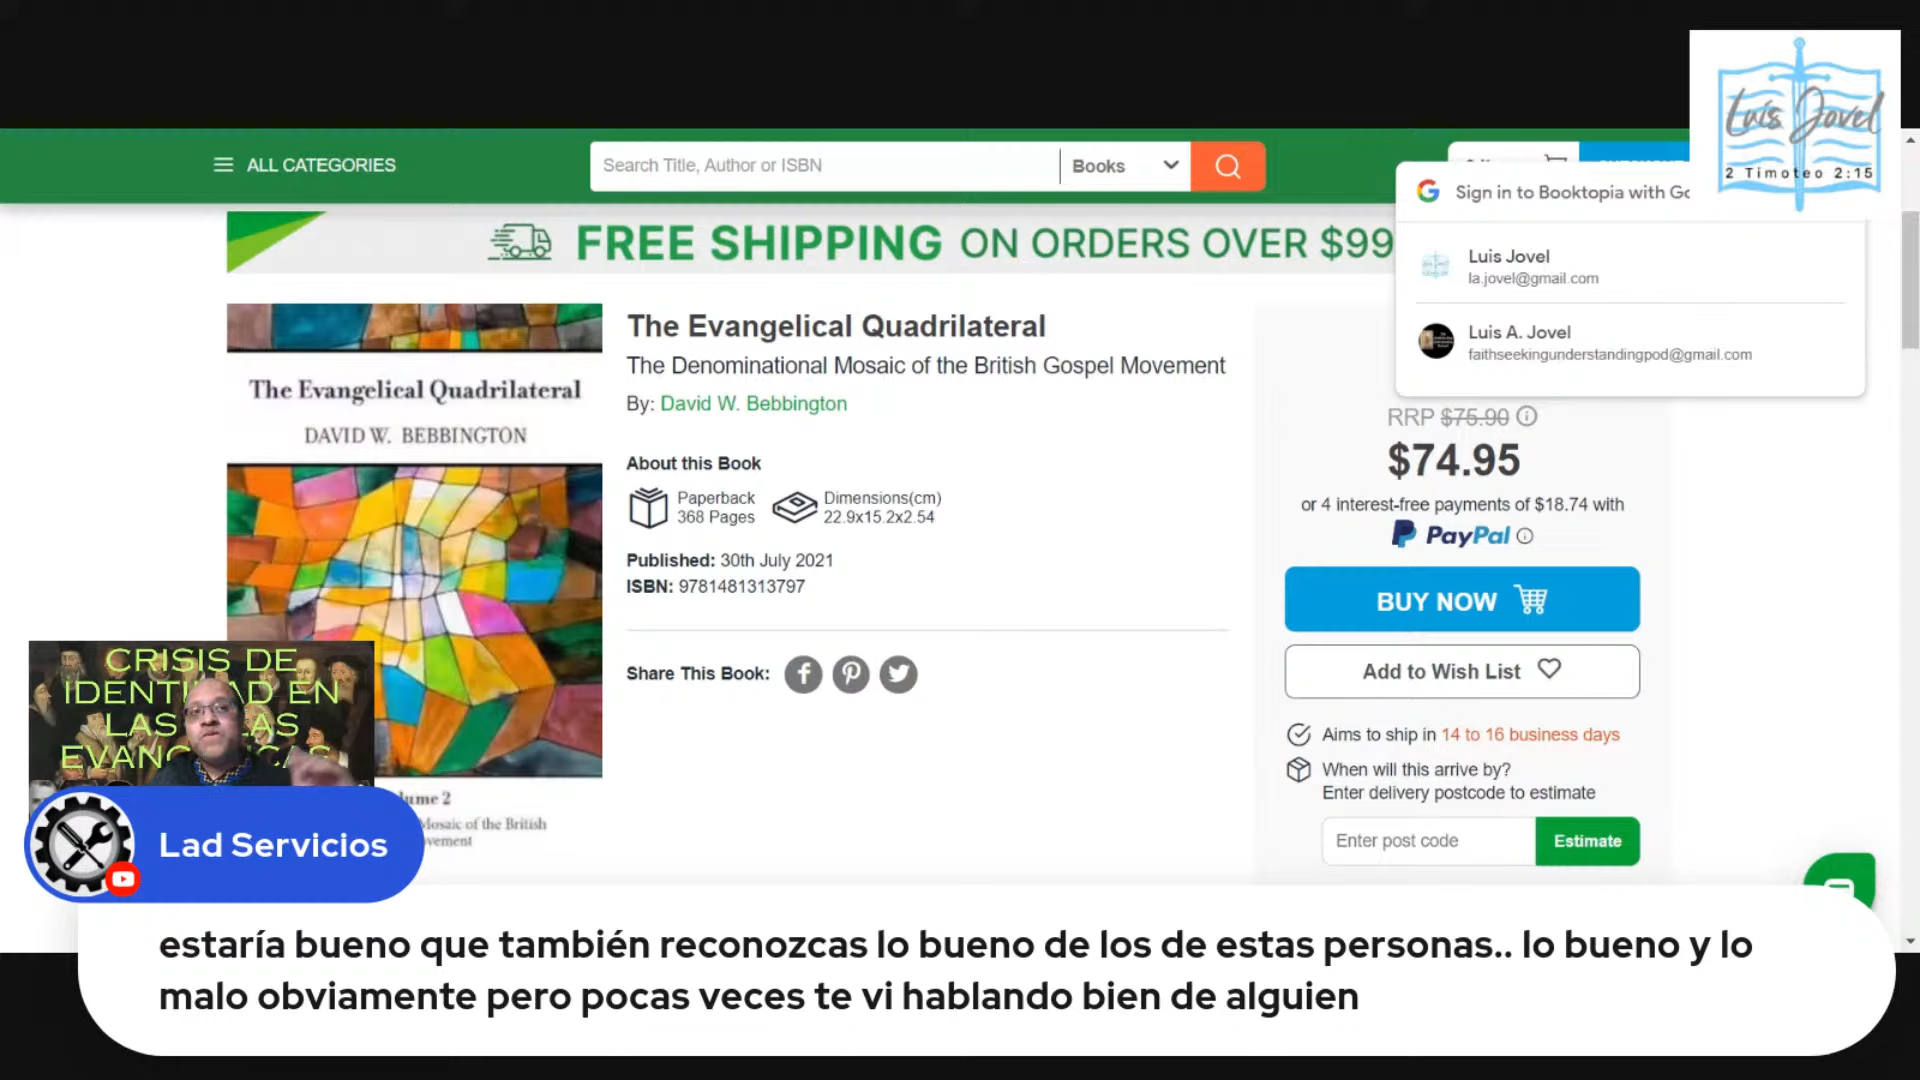 Luis Jovel
2 Timoteo 2:15
ALL CATEGORIES
Search Title, Author or ISBN
Books
Sign in to Booktopia with Go
Luis Jovel
la.jovel@gmail.com
Luis A. Jovel
faithseekingunderstandingpod@gmail.com
FREE SHIPPING ON ORDERS OVER $99
The Evangelical Quadrilateral
DAVID W. BEBBINGTON
The Evangelical Quadrilateral
The Denominational Mosaic of the British Gospel Movement
By: David W. Bebbington
About this Book
Paperback
368 Pages
Dimensions(cm)
22.9x15.2x2.54
Published: 30th July 2021
ISBN: 9781481313797
Share This Book:
RRP $75.90
$74.95
or 4 interest-free payments of $18.74 with
PayPal
BUY NOW
Add to Wish List
Aims to ship in 14 to 16 business days
When will this arrive by?
Enter delivery postcode to estimate
Enter post code
Estimate
CRISIS DE
EN
LAS
Mosaic of the British
Lad Servicios
estaría bueno que también reconozcas lo bueno de los de estas personas.. lo bueno y lo
malo obviamente pero pocas veces te vi hablando bien de alguien